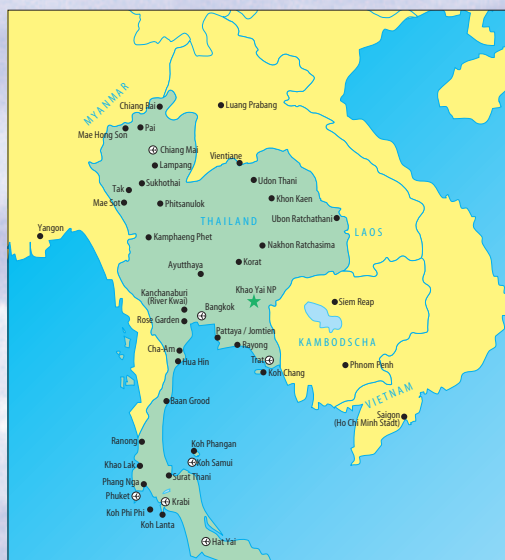 MYANMAR
Chiang Rai
Luang Prabang
Mae Hong Son
Pai
Chiang Mai
Lampang
Vientiane
Udon Thani
Sukhothai
Tak
Khon Kaen
Mae Sot
Phitsanulok
THAILAND
Ubon Ratchathani
LAOS
Yangon
Kamphaeng Phet
Nakhon Ratchasima
Korat
Ayutthaya
Khao Yai NP
Kanchanaburi
(River Kwai)
Bangkok
Siem Reap
Rose Garden
Pattaya / Jomtien
KAMBODSCHA
Rayong
Cha-Am
Hua Hin
Trat
Koh Chang
Phnom Penh
VIETNAM
Baan Grood
Saigon
(Ho Chi Minh Stadt)
Ranong
Koh Phangan
Khao Lak
Koh Samui
Surat Thani
Phang Nga
Phuket
Krabi
Koh Phi Phi
Koh Lanta
Hat Yai